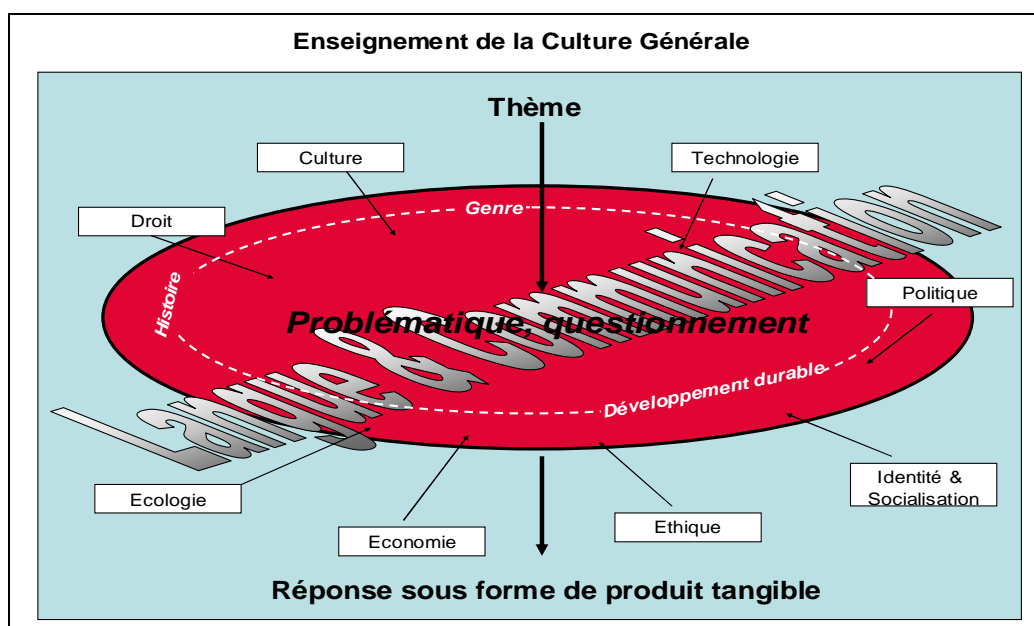 Enseignement de la Culture Générale
Thème
Culture
Technologie
Droit
Genre
Histoire
Politique
Problématique, questionnement
Langue & Communication
Développement durable
Ecologie
Identité &
Socialisation
Economie
Ethique
Réponse sous forme de produit tangible